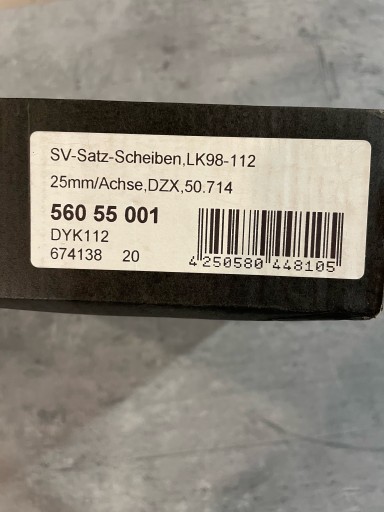 SV-Satz-Scheiben,LK98-112
25mm/Achse,DZX,50.714
560 55 001
DYK112
674138 20
4 250580 448105